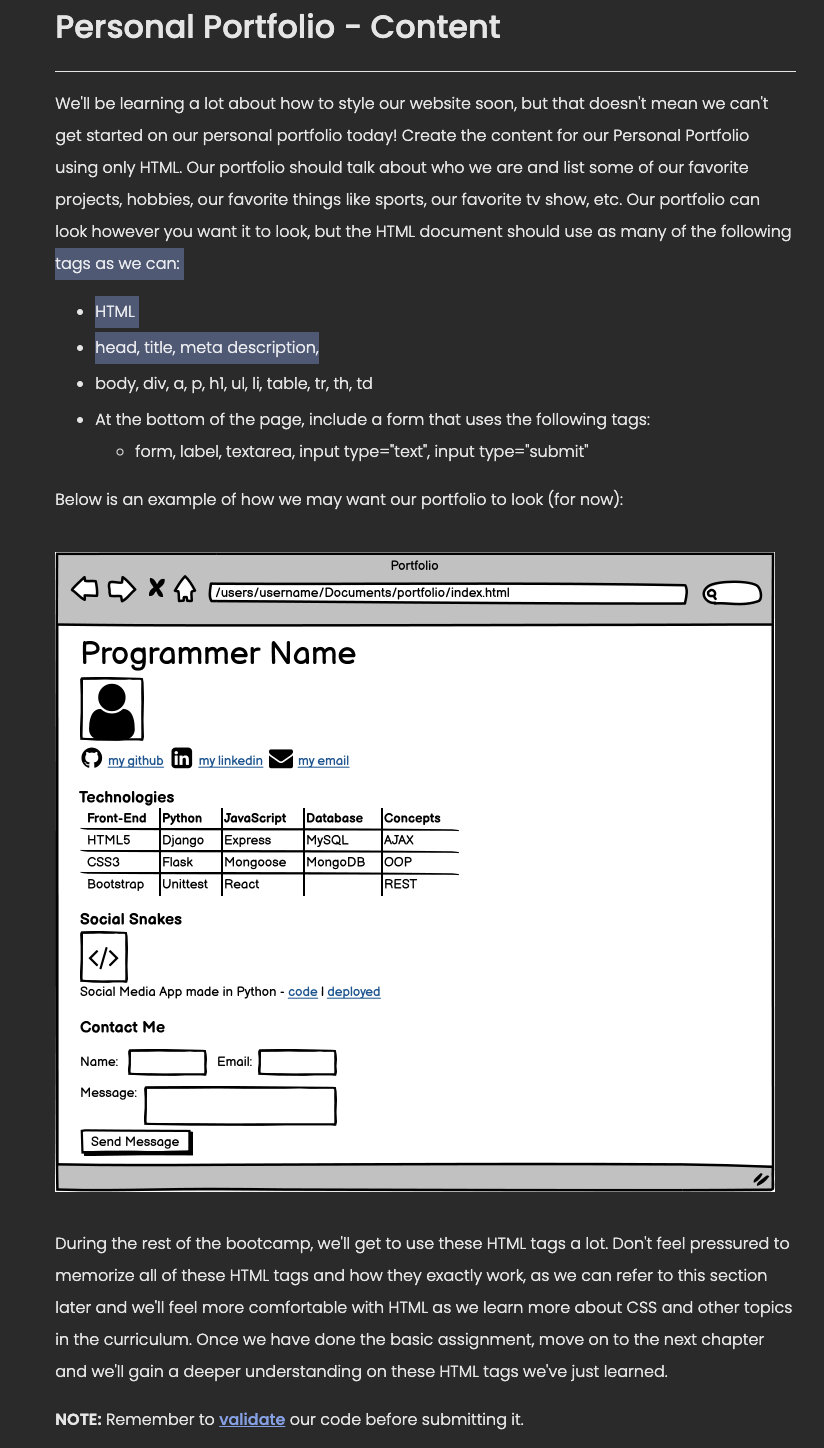 Personal Portfolio - Content
We'll be learning a lot about how to style our website soon, but that doesn't mean we can't
get started on our personal portfolio today! Create the content for our Personal Portfolio
using only HTML. Our portfolio should talk about who we are and list some of our favorite
projects, hobbies, our favorite things like sports, our favorite tv show, etc. Our portfolio can
look however you want it to look, but the HTML document should use as many of the following
tags as we can:
• HTML
• head, title, meta description,
• body, div, a, p, h1, ul, li, table, tr, th, td
• At the bottom of the page, include a form that uses the following tags:
◦ form, label, textarea, input type="text", input type="submit"
Below is an example of how we may want our portfolio to look (for now):
Portfolio
/users/username/Documents/portfolio/index.html
Programmer Name
my github my linkedin my email
Technologies
Front-End Python JavaScript Database Concepts
HTML5 Django Express MySQL AJAX
CSS3 Flask Mongoose MongoDB OOP
Bootstrap Unittest React REST
Social Snakes
</>
Social Media App made in Python - code | deployed
Contact Me
Name: Email:
Message:
Send Message
During the rest of the bootcamp, we'll get to use these HTML tags a lot. Don't feel pressured to
memorize all of these HTML tags and how they exactly work, as we can refer to this section
later and we'll feel more comfortable with HTML as we learn more about CSS and other topics
in the curriculum. Once we have done the basic assignment, move on to the next chapter
and we'll gain a deeper understanding on these HTML tags we've just learned.
NOTE: Remember to validate our code before submitting it.